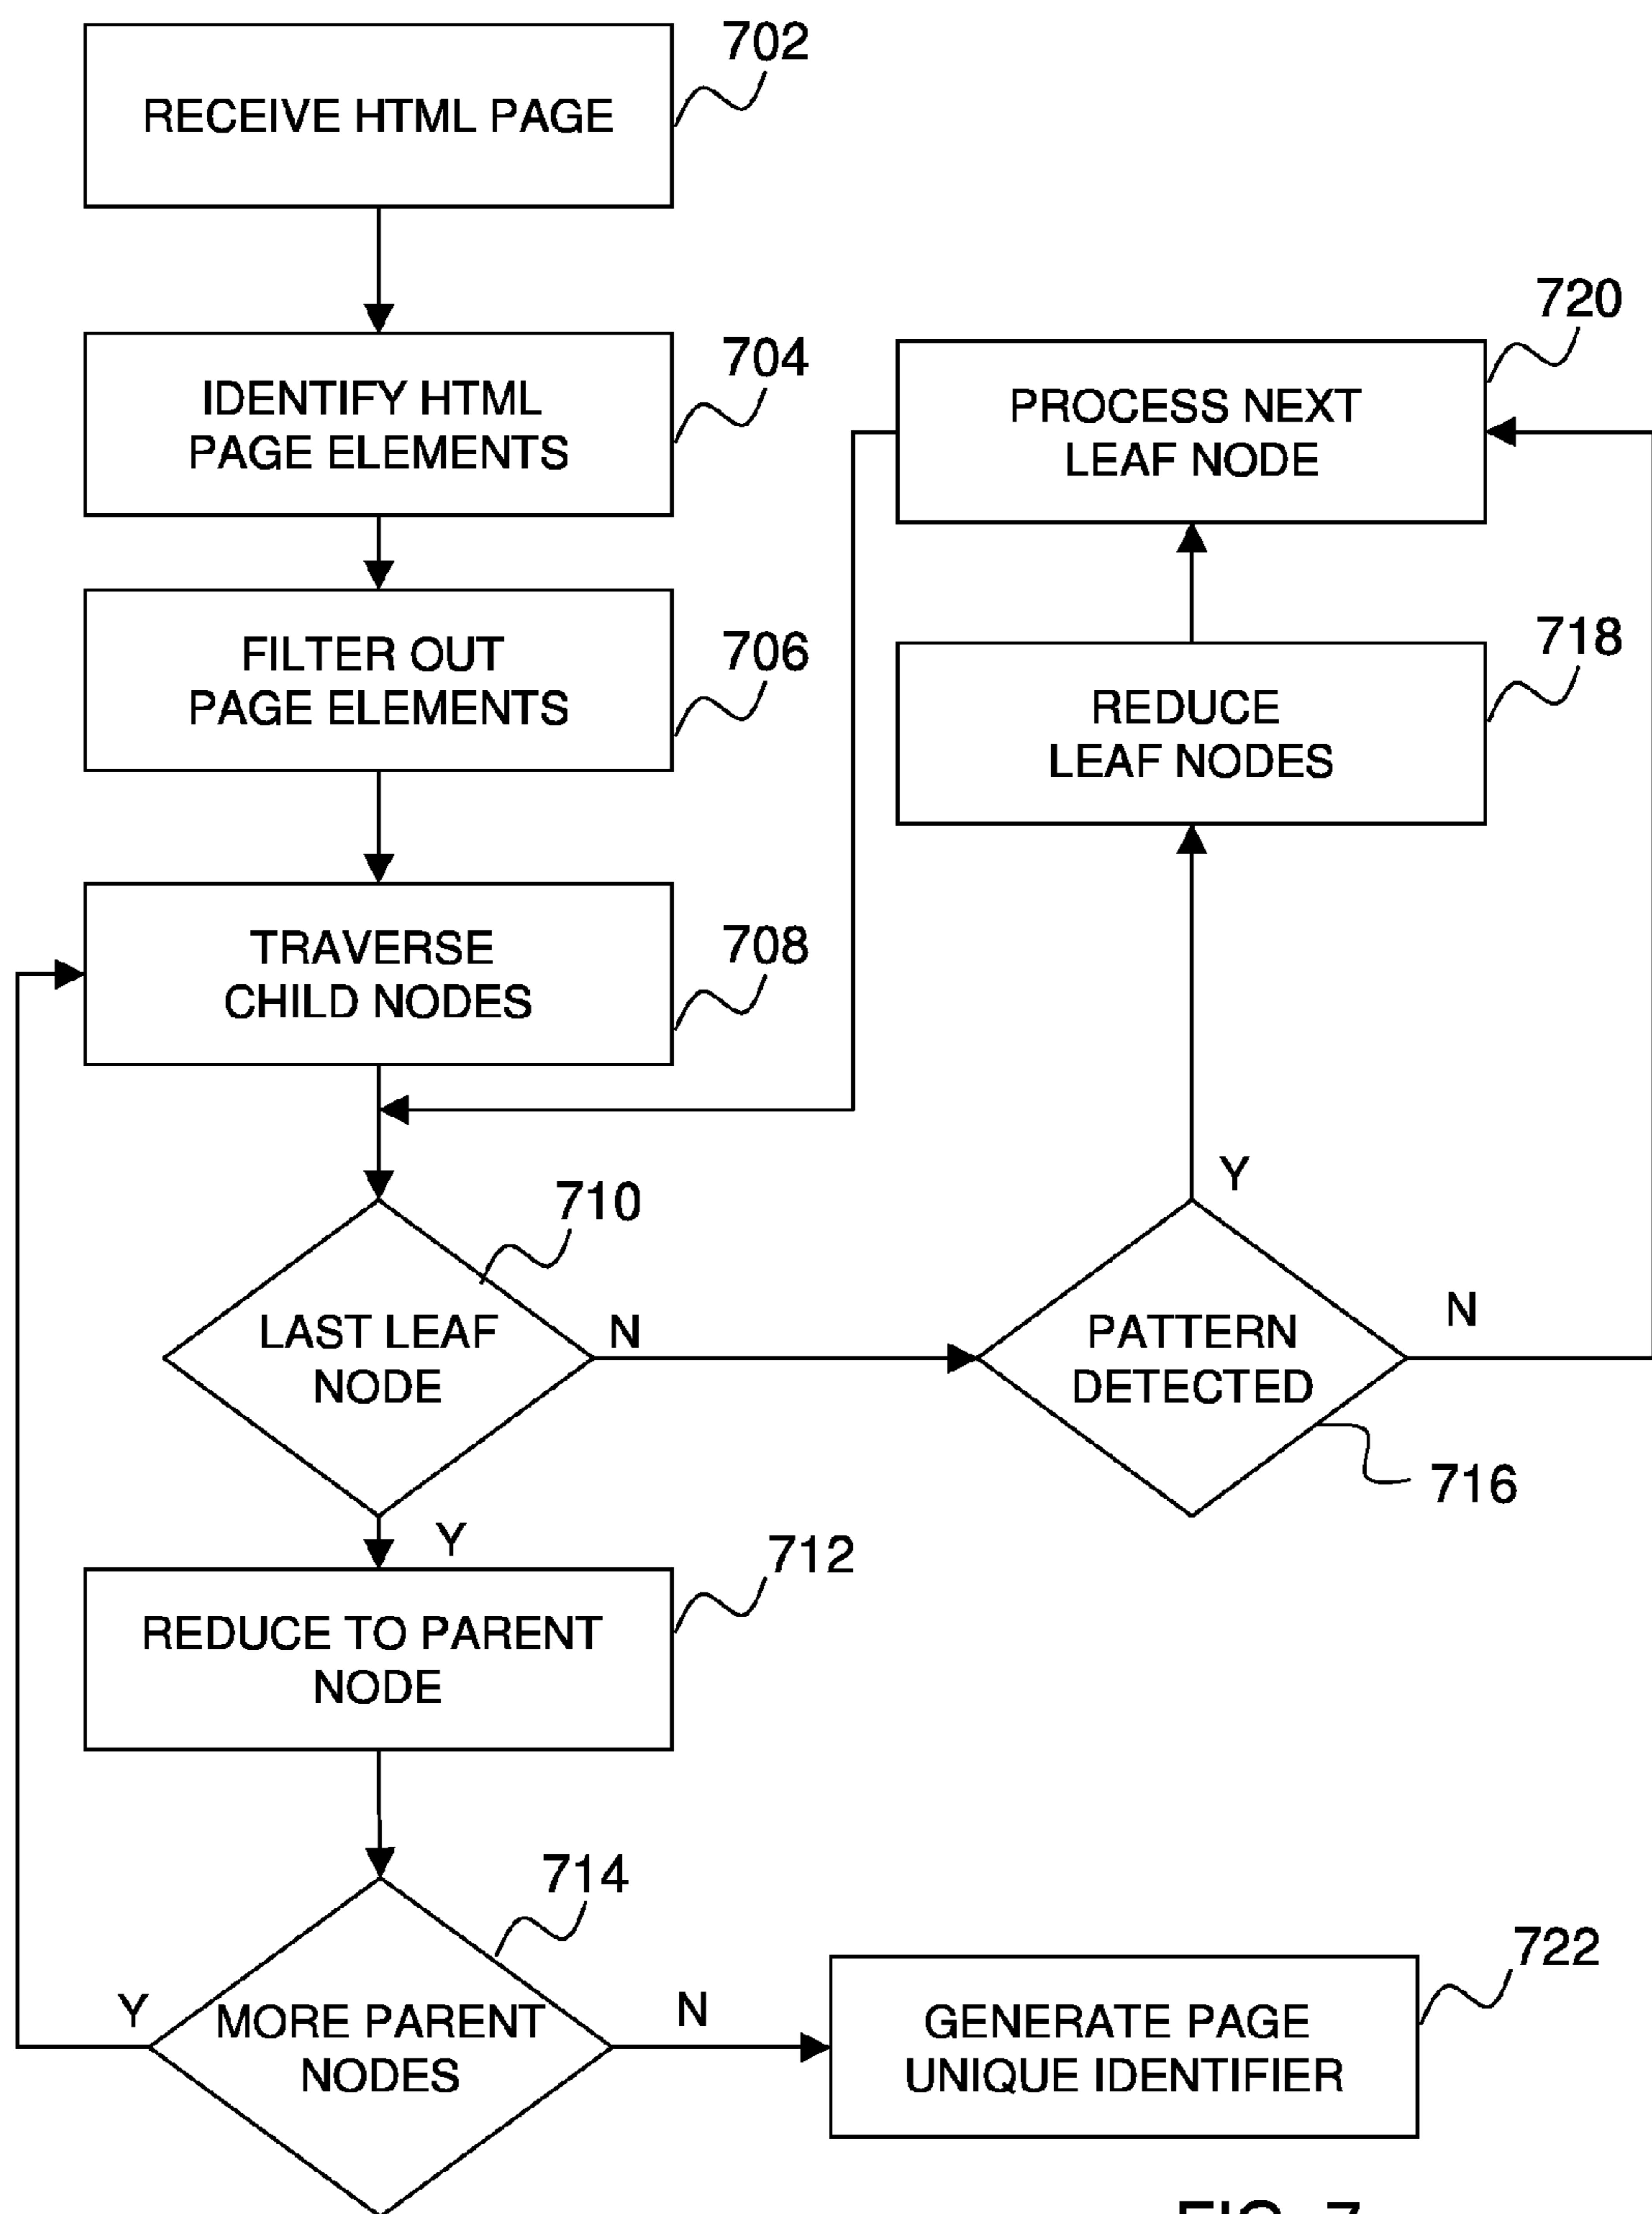 702
RECEIVE HTML PAGE
704
IDENTIFY HTML
PAGE ELEMENTS
720
PROCESS NEXT
LEAF NODE
706
FILTER OUT
PAGE ELEMENTS
718
REDUCE
LEAF NODES
708
TRAVERSE
CHILD NODES
710
LAST LEAF
NODE
N
Y
PATTERN
DETECTED
Y
N
716
712
REDUCE TO PARENT
NODE
714
MORE PARENT
NODES
Y
N
722
GENERATE PAGE
UNIQUE IDENTIFIER
FIG. 7